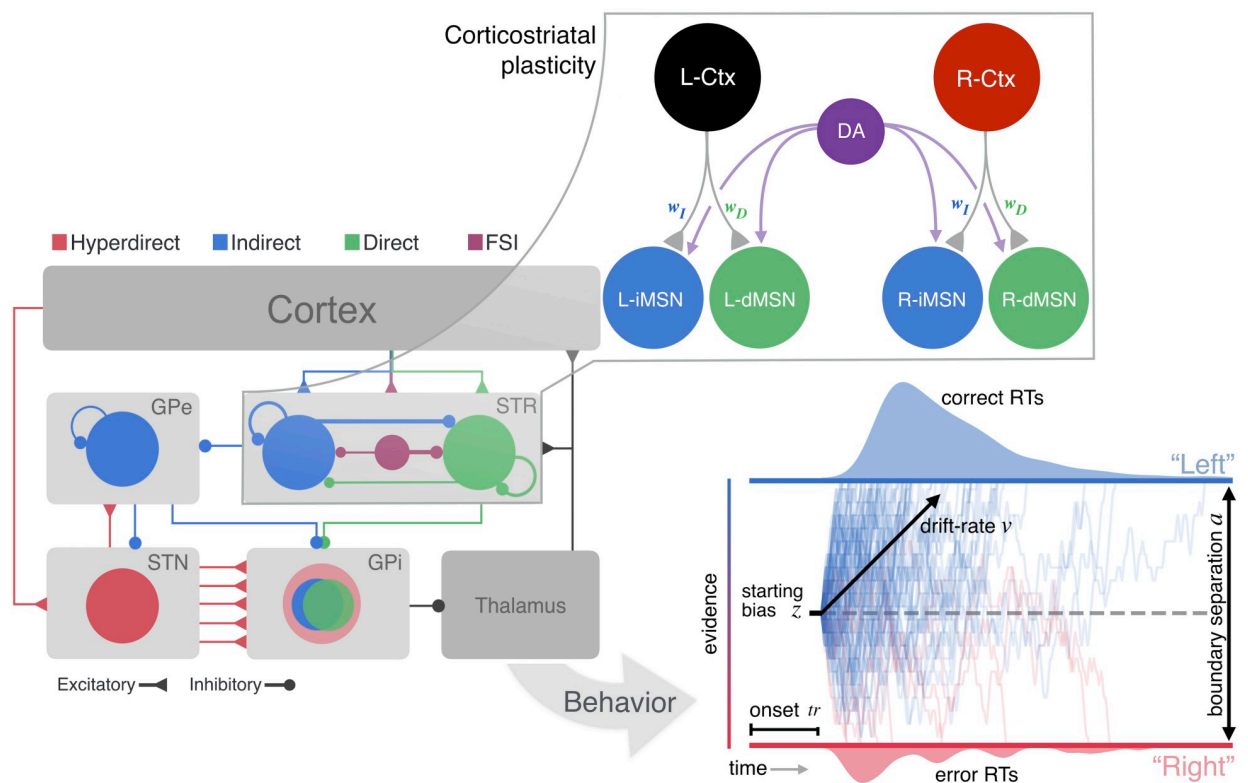 Corticostriatal
plasticity
L-Ctx
R-Ctx
DA
w_I
w_D
w_I
w_D
L-iMSN
L-dMSN
R-iMSN
R-dMSN
Hyperdirect
Indirect
Direct
FSI
Cortex
GPe
STR
STN
GPi
Thalamus
Excitatory
Inhibitory
Behavior
correct RTs
"Left"
drift-rate v
starting
bias z
evidence
boundary separation a
onset tr
time
error RTs
"Right"